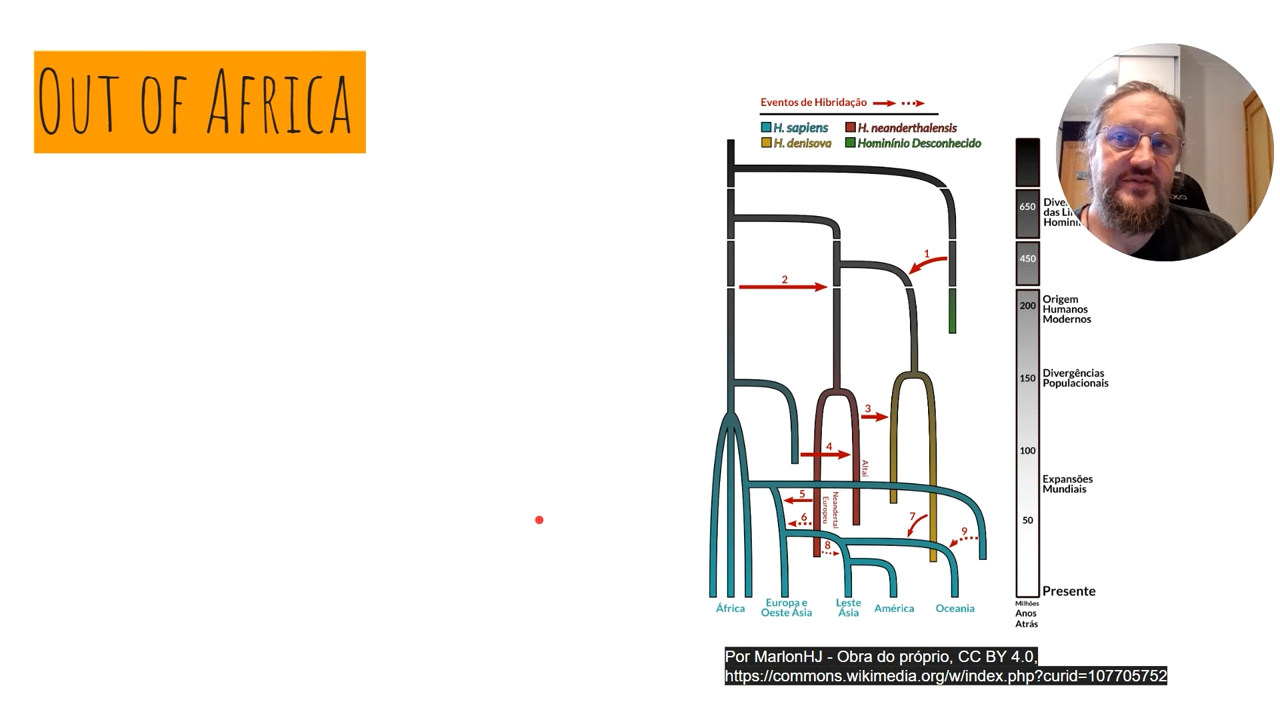 Out of Africa
Eventos de Hibridação
H. sapiens
H. neanderthalensis
H. denisova
Hominínio Desconhecido
650
450
Origem
Humanos
Modernos
200
Divergências
Populacionais
150
100
Expansões
Mundiais
50
Presente
Milhões
Anos
Atrás
1
2
3
4
Altai
5
Neandertal
Europeu
6
7
8
9
África
Europa e
Oeste Ásia
Leste
Ásia
América
Oceania
Por MarlonHJ - Obra do próprio, CC BY 4.0,
https://commons.wikimedia.org/w/index.php?curid=107705752